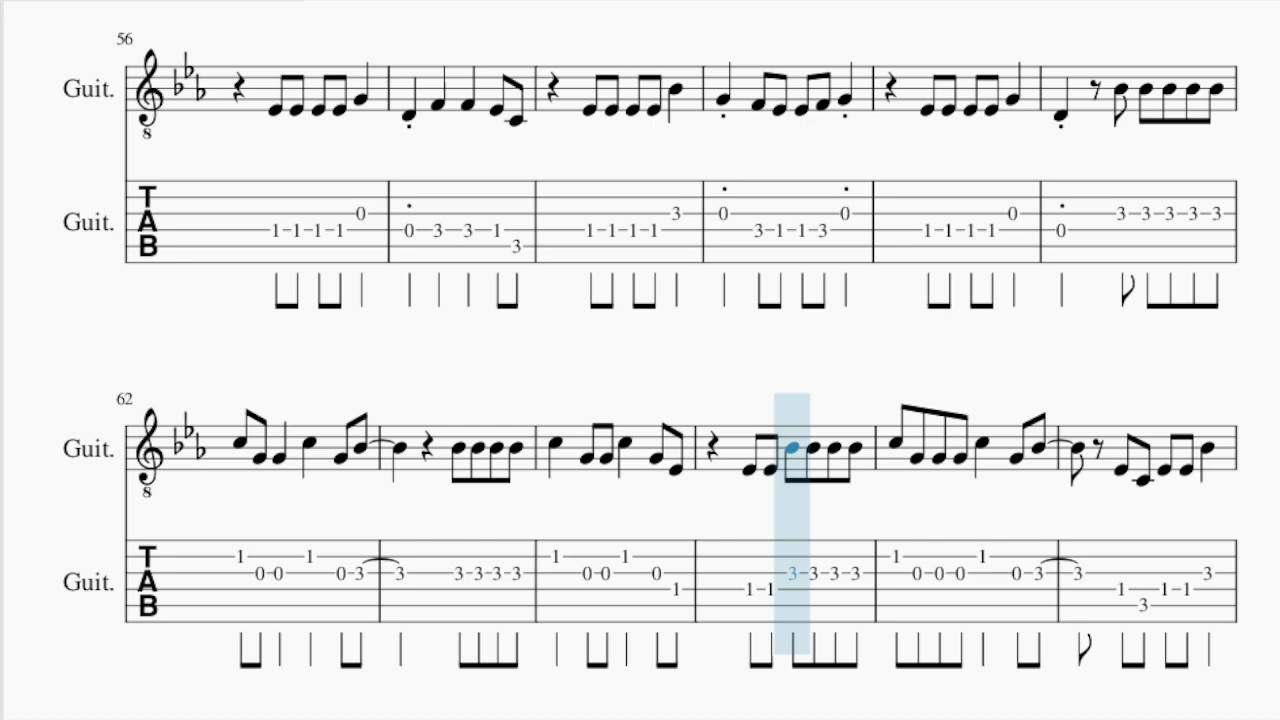 56
Guit.
8
Guit.
TAB
1 1 1 1 0 0 3 3 1 3 1 1 1 1 3 0 3 1 1 3 0 1 1 1 1 0 0 3 3 3 3 3
62
Guit.
8
Guit.
TAB
1 0 0 1 0 3 3 3 3 3 3 1 0 0 1 0 1 1 1 3 3 3 3 1 0 0 0 1 0 3 3 1 3 1 1 3